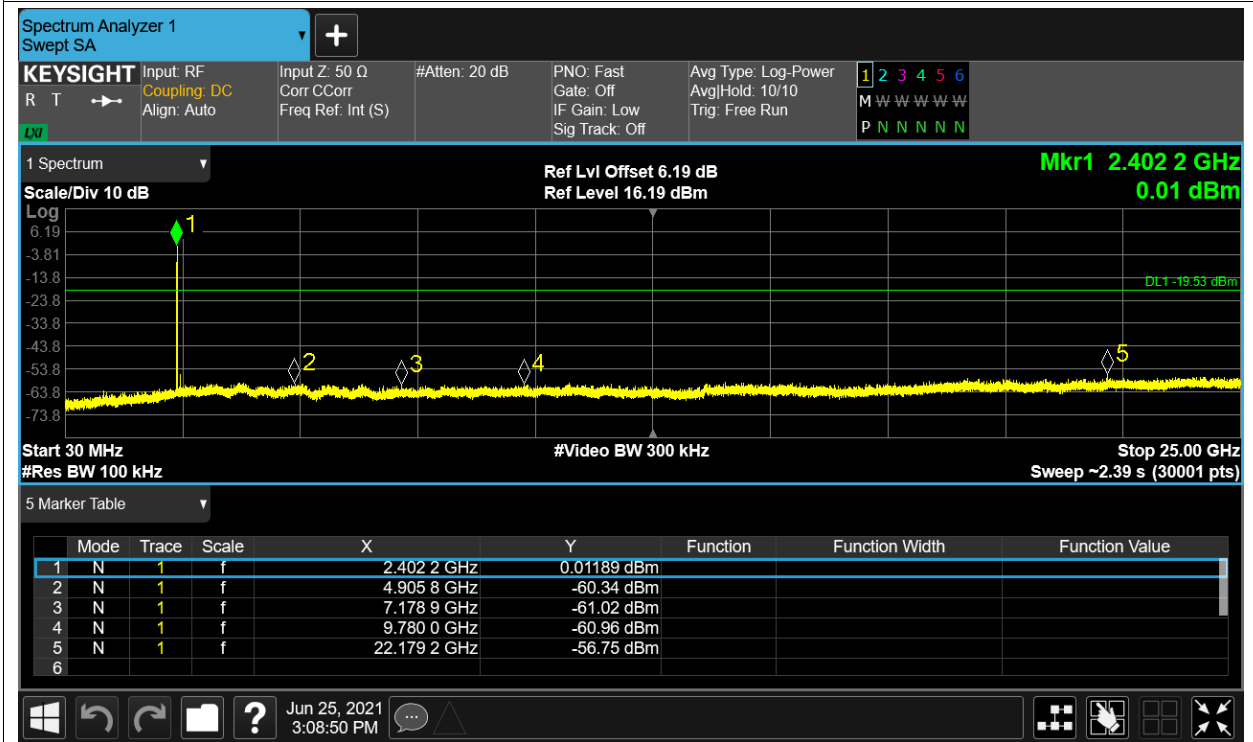 Spectrum Analyzer 1
Swept SA
KEYSIGHT
R T
LXI
Input: RF
Coupling: DC
Align: Auto
Input Z: 50 Ω
Corr CCorr
Freq Ref: Int (S)
#Atten: 20 dB
PNO: Fast
Gate: Off
IF Gain: Low
Sig Track: Off
Avg Type: Log-Power
Avg|Hold: 10/10
Trig: Free Run
1 2 3 4 5 6
M W W W W W
P N N N N N
1 Spectrum
Scale/Div 10 dB
Ref Lvl Offset 6.19 dB
Ref Level 16.19 dBm
Mkr1 2.402 2 GHz
0.01 dBm
Log
6.19
-3.81
-13.8
-23.8
-33.8
-43.8
-53.8
-63.8
-73.8
1
DL1 -19.53 dBm
2
3
4
5
Start 30 MHz
#Video BW 300 kHz
Stop 25.00 GHz
#Res BW 100 kHz
Sweep ~2.39 s (30001 pts)
5 Marker Table
Mode Trace Scale X Y Function Function Width Function Value
1 N 1 f 2.402 2 GHz 0.01189 dBm
2 N 1 f 4.905 8 GHz -60.34 dBm
3 N 1 f 7.178 9 GHz -61.02 dBm
4 N 1 f 9.780 0 GHz -60.96 dBm
5 N 1 f 22.179 2 GHz -56.75 dBm
6
?
Jun 25, 2021
3:08:50 PM